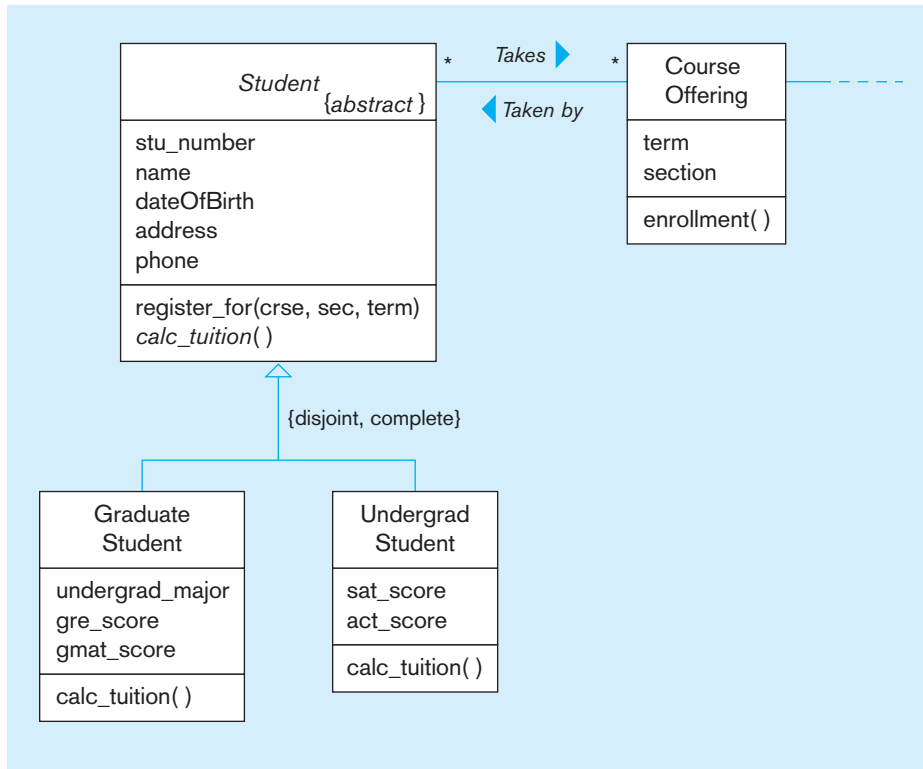 Student
{abstract }
stu_number
name
dateOfBirth
address
phone
register_for(crse, sec, term)
calc_tuition( )
*
Takes
*
Taken by
Course
Offering
term
section
enrollment( )
{disjoint, complete}
Graduate
Student
undergrad_major
gre_score
gmat_score
calc_tuition( )
Undergrad
Student
sat_score
act_score
calc_tuition( )